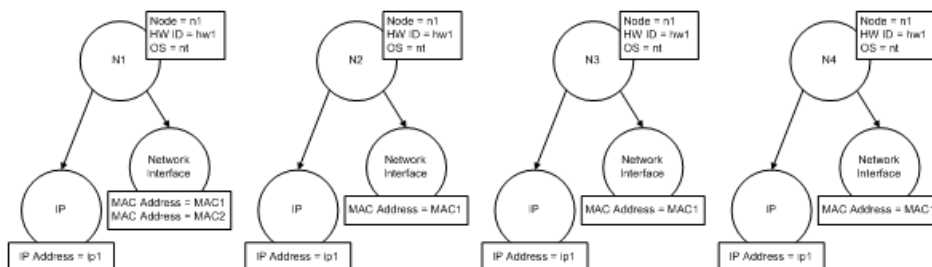 Node = n1
HW ID = hw1
OS = nt
N1
Network
Interface
MAC Address = MAC1
MAC Address = MAC2
IP
IP Address = ip1
Node = n1
HW ID = hw1
OS = nt
N2
Network
Interface
MAC Address = MAC1
IP
IP Address = ip1
Node = n1
HW ID = hw1
OS = nt
N3
Network
Interface
MAC Address = MAC1
IP
IP Address = ip1
Node = n1
HW ID = hw1
OS = nt
N4
Network
Interface
MAC Address = MAC1
IP
IP Address = ip1